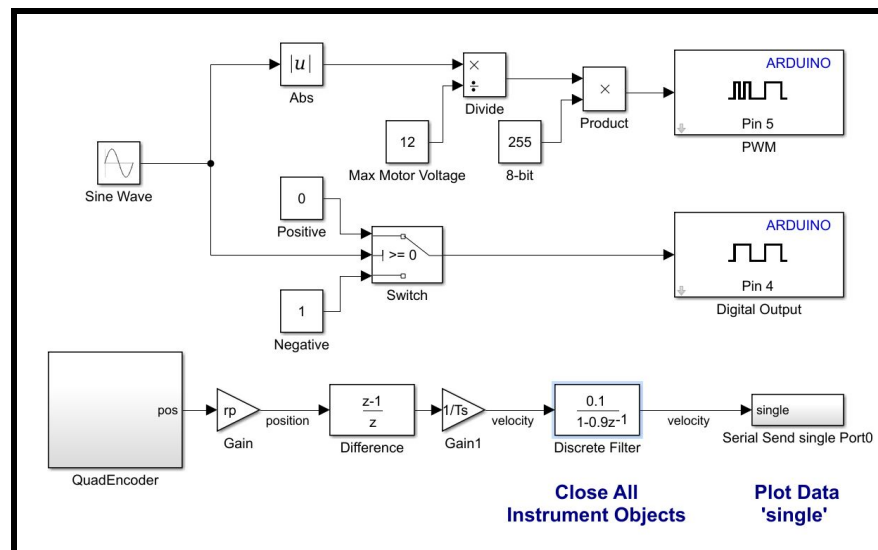 |u|
Abs
×
÷
Divide
×
Product
ARDUINO
Pin 5
PWM
12
Max Motor Voltage
255
8-bit
Sine Wave
0
Positive
>= 0
Switch
1
Negative
ARDUINO
Pin 4
Digital Output
pos
QuadEncoder
rp
Gain
position
z-1
z
Difference
1/Ts
Gain1
velocity
0.1
1-0.9z-1
Discrete Filter
velocity
single
Serial Send single Port0
Close All
Instrument Objects
Plot Data
'single'